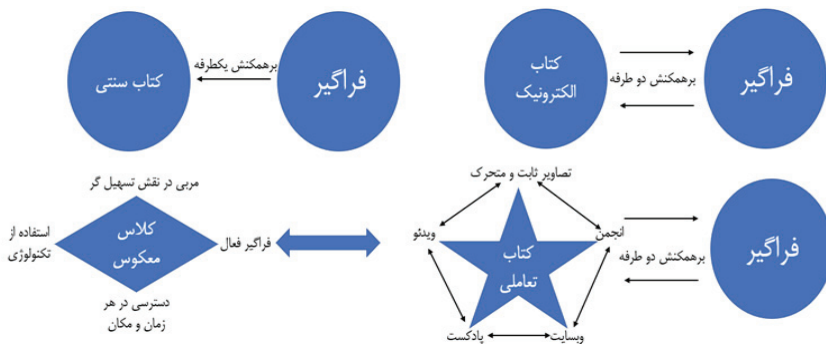 فراگیر
برهمکنش یکطرفه
کتاب سنتی
فراگیر
برهمکنش دو طرفه
کتاب
الکترونیک
فراگیر
برهمکنش دو طرفه
تصاویر ثابت و متحرک
انجمن
ویدئو
کتاب
تعاملی
وبسایت
پادکست
مربی در نقش تسهیل گر
فراگیر فعال
کلاس
معکوس
استفاده از
تکنولوژی
دسترسی در هر
زمان و مکان